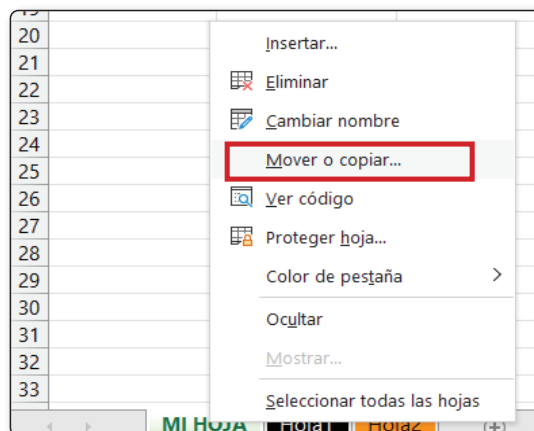 19
20
21
22
23
24
25
26
27
28
29
30
31
32
33
Insertar...
Eliminar
Cambiar nombre
Mover o copiar...
Ver código
Proteger hoja...
Color de pestaña
Ocultar
Mostrar...
Seleccionar todas las hojas
MI HOJA Hoja1 Hoja2